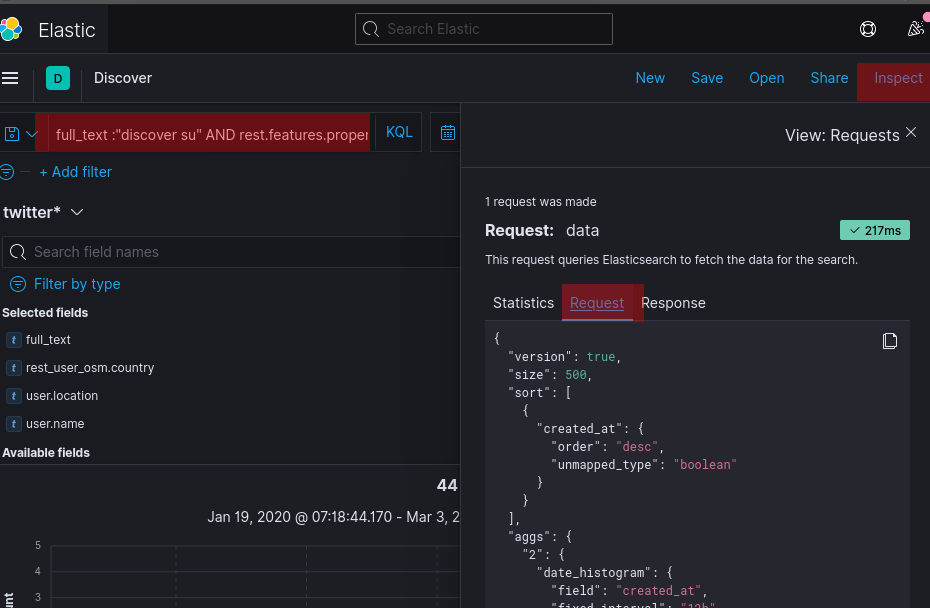 Elastic
Search Elastic
D
Discover
New
Save
Open
Share
Inspect
full_text :"discover su" AND rest.features.proper
KQL
+ Add filter
twitter*
Search field names
Filter by type
Selected fields
t full_text
t rest_user_osm.country
t user.location
t user.name
Available fields
44
Jan 19, 2020 @ 07:18:44.170 - Mar 3, 2
5
4
3
View: Requests
1 request was made
Request: data
217ms
This request queries Elasticsearch to fetch the data for the search.
Statistics
Request
Response
{
"version": true,
"size": 500,
"sort": [
{
"created_at": {
"order": "desc",
"unmapped_type": "boolean"
}
}
],
"aggs": {
"2": {
"date_histogram": {
"field": "created_at",
"fixed_interval": "12h",